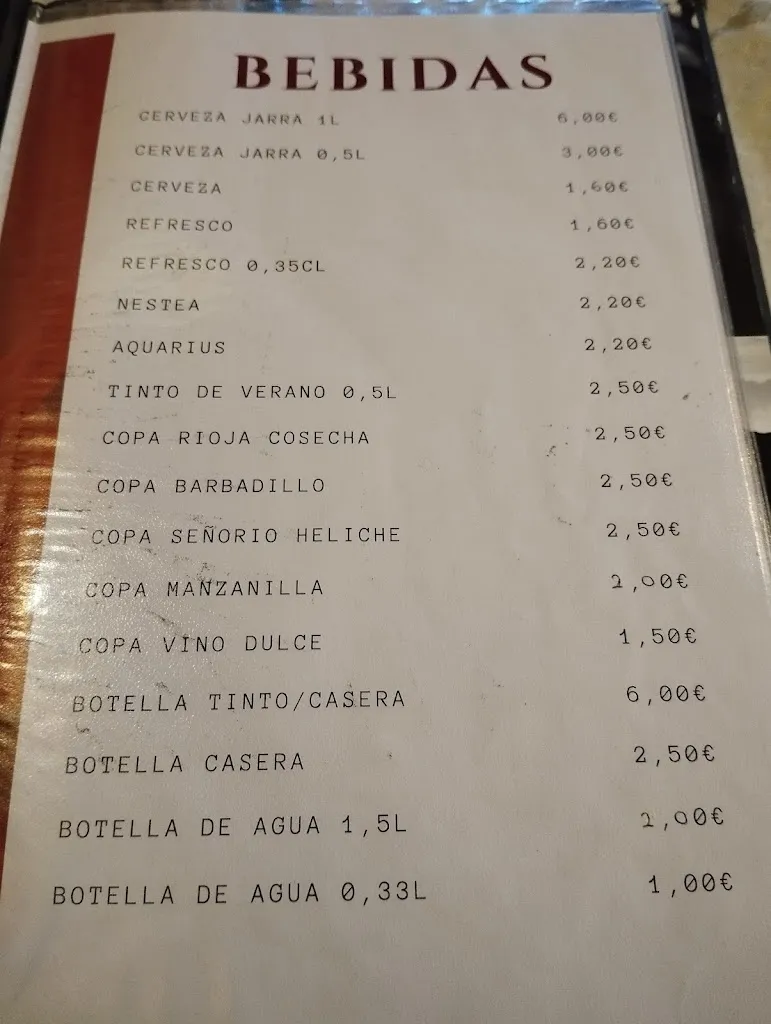 BEBIDAS
CERVEZA JARRA 1L 6,00€
CERVEZA JARRA 0,5L 3,00€
CERVEZA 1,60€
REFRESCO 1,60€
REFRESCO 0,35CL 2,20€
NESTEA 2,20€
AQUARIUS 2,20€
TINTO DE VERANO 0,5L 2,50€
COPA RIOJA COSECHA 2,50€
COPA BARBADILLO 2,50€
COPA SEÑORIO HELICHE 2,50€
COPA MANZANILLA 2,00€
COPA VINO DULCE 1,50€
BOTELLA TINTO/CASERA 6,00€
BOTELLA CASERA 2,50€
BOTELLA DE AGUA 1,5L 2,00€
BOTELLA DE AGUA 0,33L 1,00€